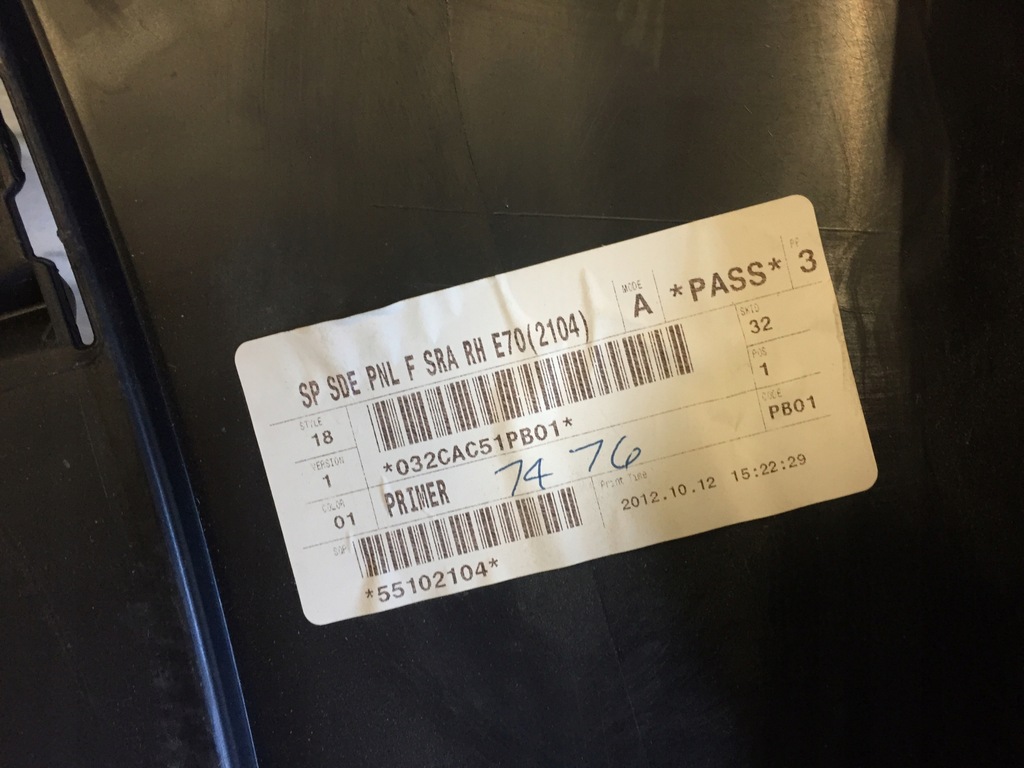 SP SDE PNL F SRA RH E70(2104)
MODE
A
*PASS*
PP
3
STYLE
18
*032CAC51PB01*
SKID
32
VERSION
1
POS
1
COLOR
01
PRIMER
74 76
CODE
PB01
*55102104*
Print Time
2012.10.12 15:22:29